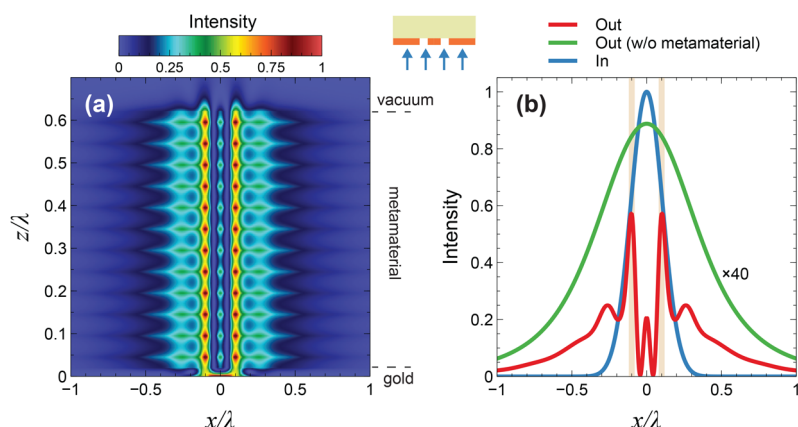 Intensity
0 0.25 0.5 0.75 1
Out
Out (w/o metamaterial)
In
(a)
vacuum
metamaterial
gold
z/λ
0.6
0.5
0.4
0.3
0.2
0.1
0
−1 −0.5 0 0.5 1
x/λ
(b)
Intensity
1
0.8
0.6
0.4
0.2
0
×40
−1 −0.5 0 0.5 1
x/λ